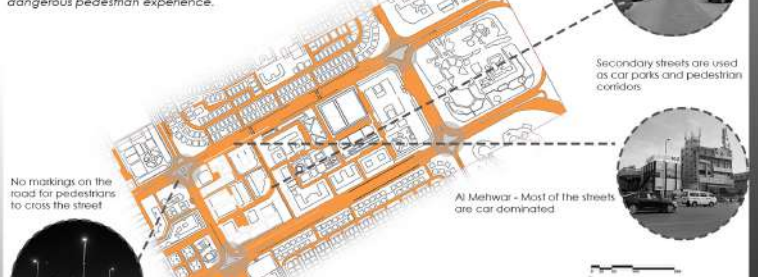 dangerous pedestrian experience.
Secondary streets are used
as car parks and pedestrian
corridors
No markings on the
road for pedestrians
to cross the street
Al Mehwar - Most of the streets
are car dominated